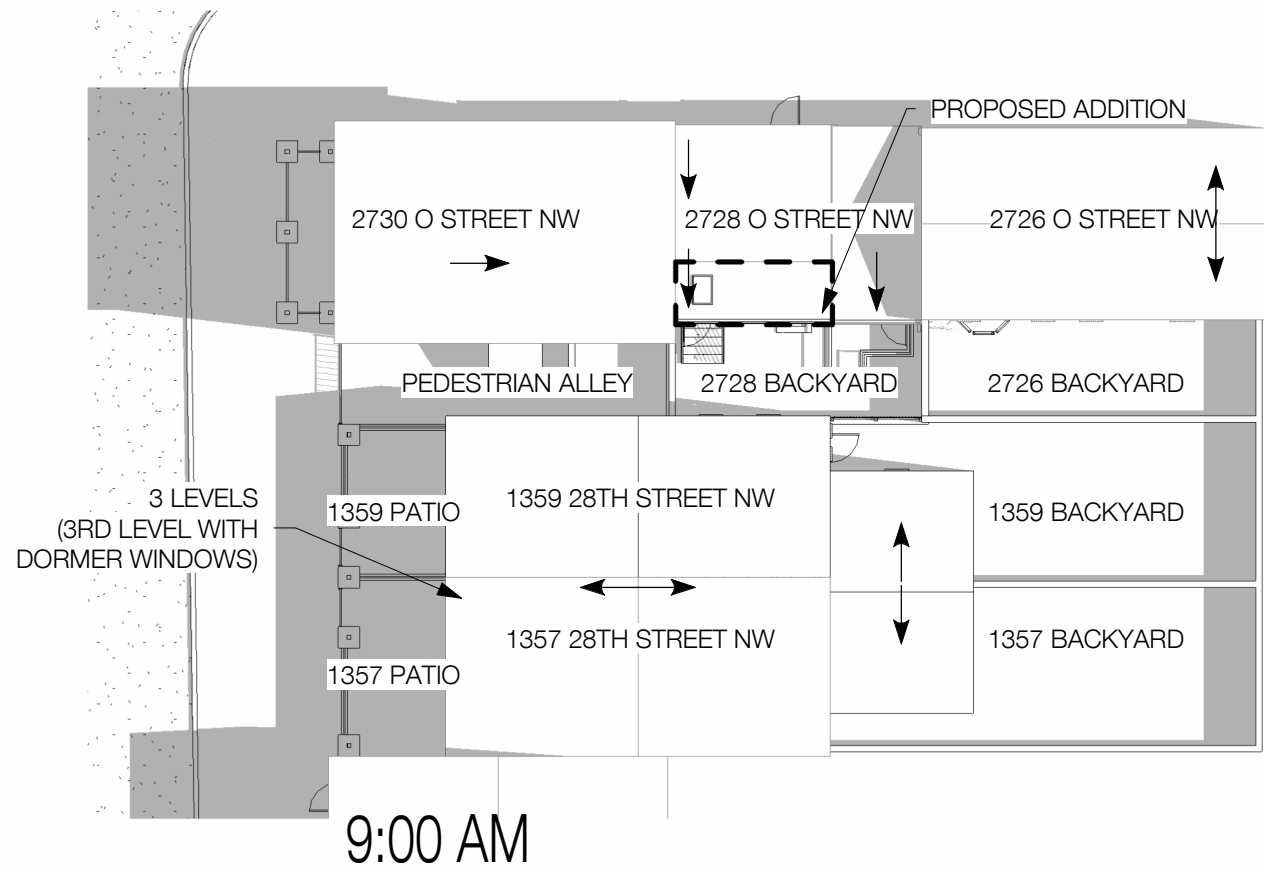 PROPOSED ADDITION
2730 O STREET NW
2728 O STREET NW
2726 O STREET NW
PEDESTRIAN ALLEY
2728 BACKYARD
2726 BACKYARD
3 LEVELS
(3RD LEVEL WITH
DORMER WINDOWS)
1359 PATIO
1359 28TH STREET NW
1359 BACKYARD
1357 28TH STREET NW
1357 BACKYARD
1357 PATIO
9:00 AM